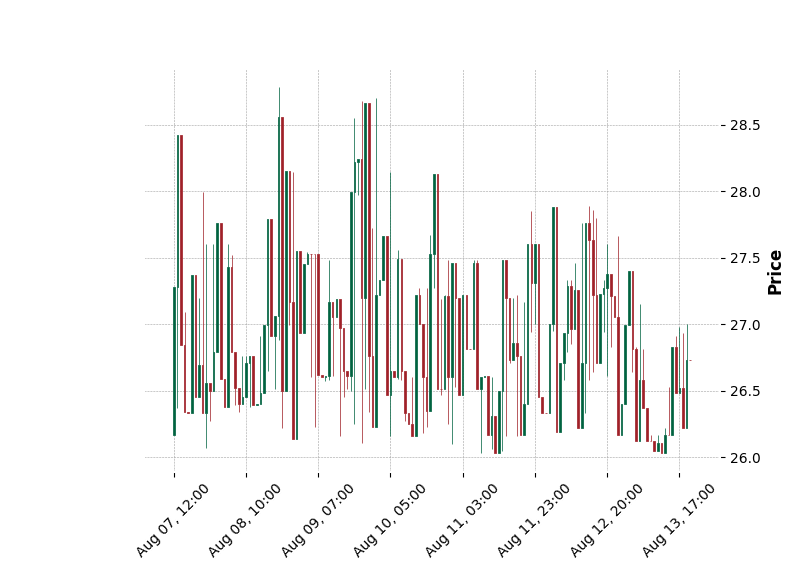 28.5
28.0
27.5
27.0
26.5
26.0
Price
Aug 07, 12:00
Aug 08, 10:00
Aug 09, 07:00
Aug 10, 05:00
Aug 11, 03:00
Aug 11, 23:00
Aug 12, 20:00
Aug 13, 17:00